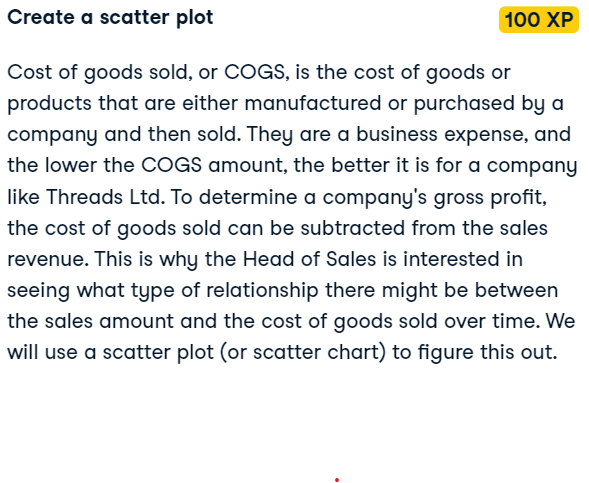 Create a scatter plot
100 XP
Cost of goods sold, or COGS, is the cost of goods or
products that are either manufactured or purchased by a
company and then sold. They are a business expense, and
the lower the COGS amount, the better it is for a company
like Threads Ltd. To determine a company's gross profit,
the cost of goods sold can be subtracted from the sales
revenue. This is why the Head of Sales is interested in
seeing what type of relationship there might be between
the sales amount and the cost of goods sold over time. We
will use a scatter plot (or scatter chart) to figure this out.